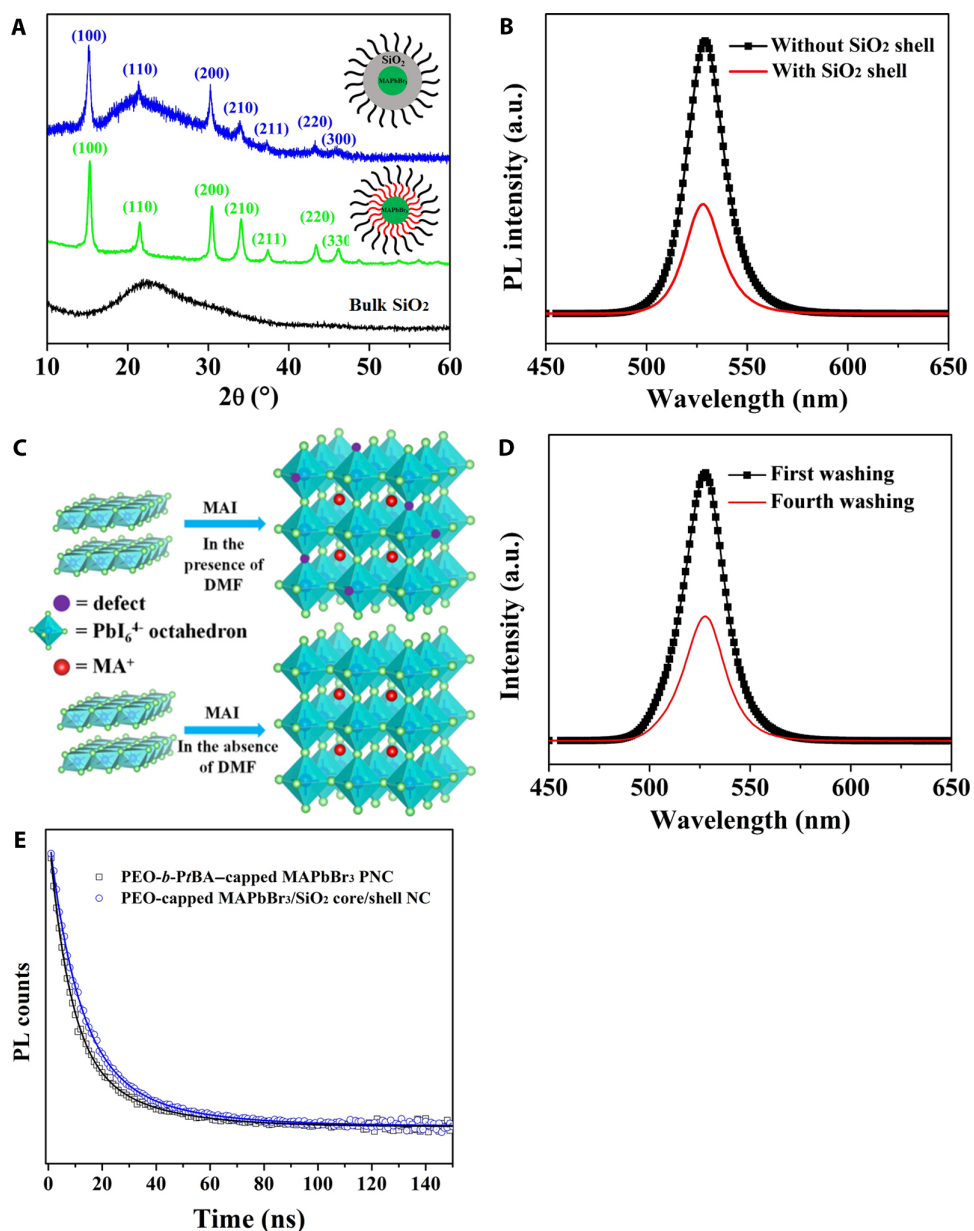 A
(100)
(110)
(200)
(210)
(211)
(220)
(300)
SiO2
MAPbBr3
(100)
(110)
(200)
(210)
(211)
(220)
(330
MAPbBr3
Bulk SiO2
10 20 30 40 50 60
2θ (°)
B
Without SiO2 shell
With SiO2 shell
PL intensity (a.u.)
450 500 550 600 650
Wavelength (nm)
C
MAI
In the
presence of
DMF
= defect
= PbI6⁴⁻ octahedron
= MA⁺
MAI
In the absence
of DMF
D
First washing
Fourth washing
Intensity (a.u.)
450 500 550 600 650
Wavelength (nm)
E
PEO-b-PtBA–capped MAPbBr3 PNC
PEO-capped MAPbBr3/SiO2 core/shell NC
PL counts
0 20 40 60 80 100 120 140
Time (ns)